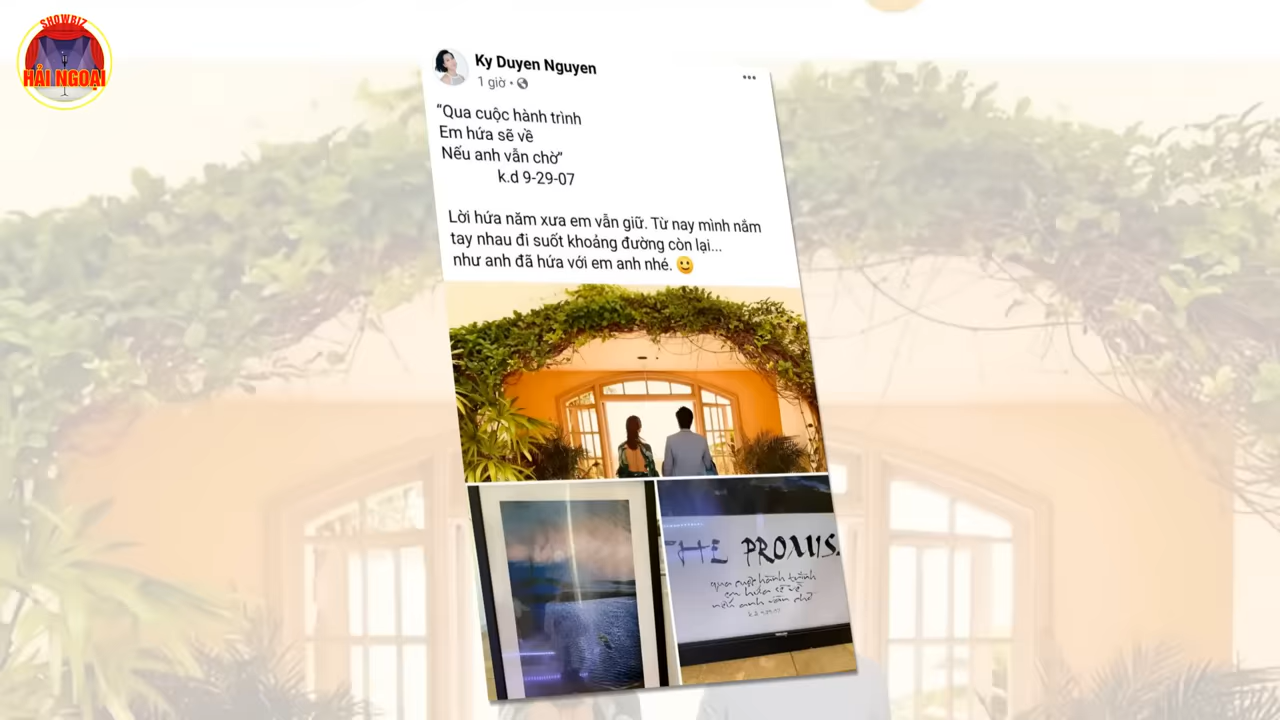 SHOWBIZ
HẢI NGOẠI
Ky Duyen Nguyen
1 giờ •
“Qua cuộc hành trình
Em hứa sẽ về
Nếu anh vẫn chờ”
k.d 9-29-07
Lời hứa năm xưa em vẫn giữ. Từ nay mình nắm
tay nhau đi suốt khoảng đường còn lại...
như anh đã hứa với em anh nhé. 🙂
THE PROMIS
qua cuộc hành trình
em hứa sẽ về
nếu anh vẫn chờ